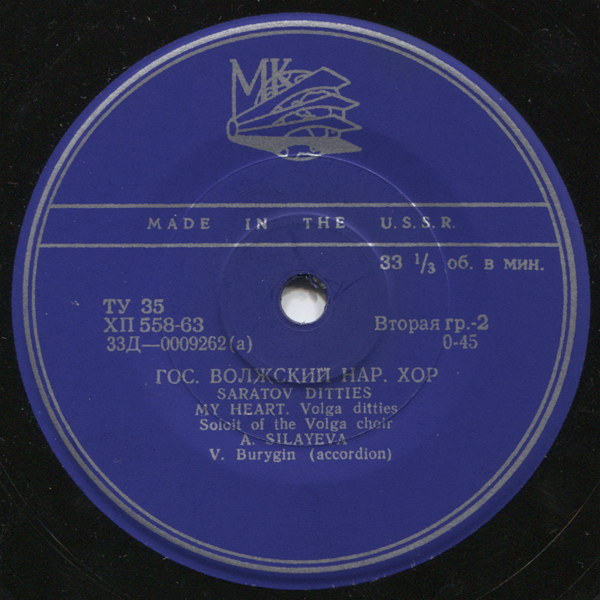 МК
MADE IN THE U.S.S.R.
33 1/3 об. в мин.
ТУ 35
ХП 558-63
Вторая гр.-2
33Д—0009262(а)
0-45
ГОС. ВОЛЖСКИЙ НАР. ХОР
SARATOV DITTIES
MY HEART. Volga ditties
Soloit of the Volga choir
A. SILAYEVA
V. Burygin (accordion)